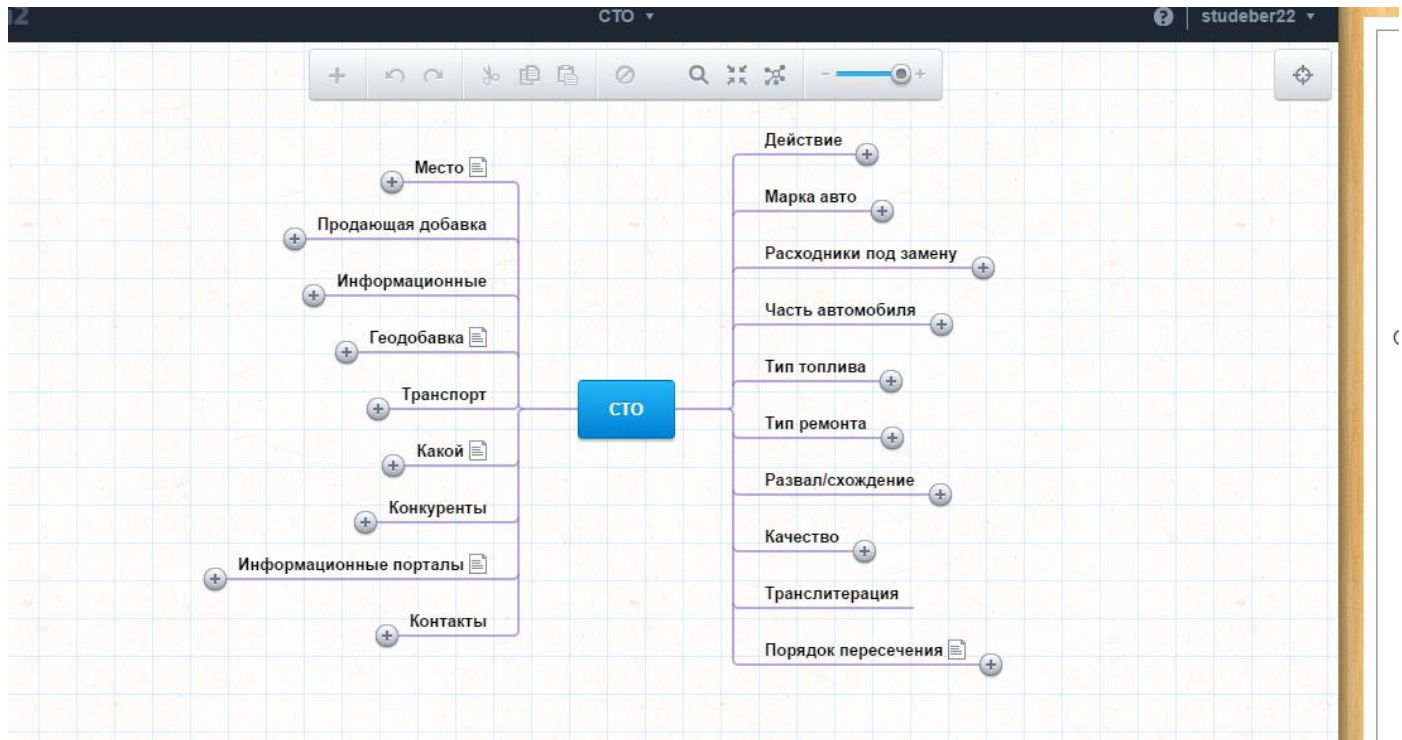 СТО
studeber22
Место
Продающая добавка
Информационные
Геодобавка
Транспорт
Какой
Конкуренты
Информационные порталы
Контакты
СТО
Действие
Марка авто
Расходники под замену
Часть автомобиля
Тип топлива
Тип ремонта
Развал/схождение
Качество
Транслитерация
Порядок пересечения